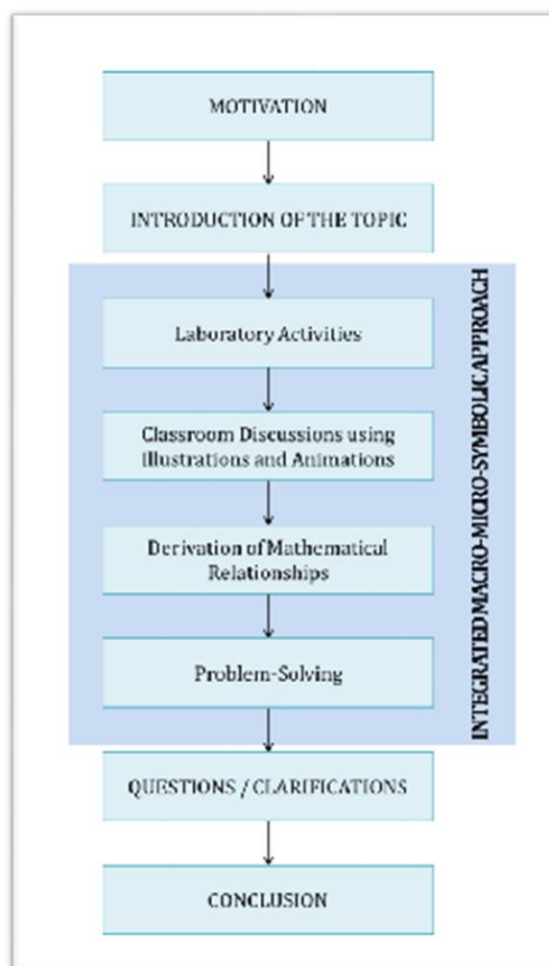 MOTIVATION
INTRODUCTION OF THE TOPIC
Laboratory Activities
Classroom Discussions using
Illustrations and Animations
Derivation of Mathematical
Relationships
Problem-Solving
INTEGRATED MACRO-MICRO-SYMBOLIC APPROACH
QUESTIONS / CLARIFICATIONS
CONCLUSION